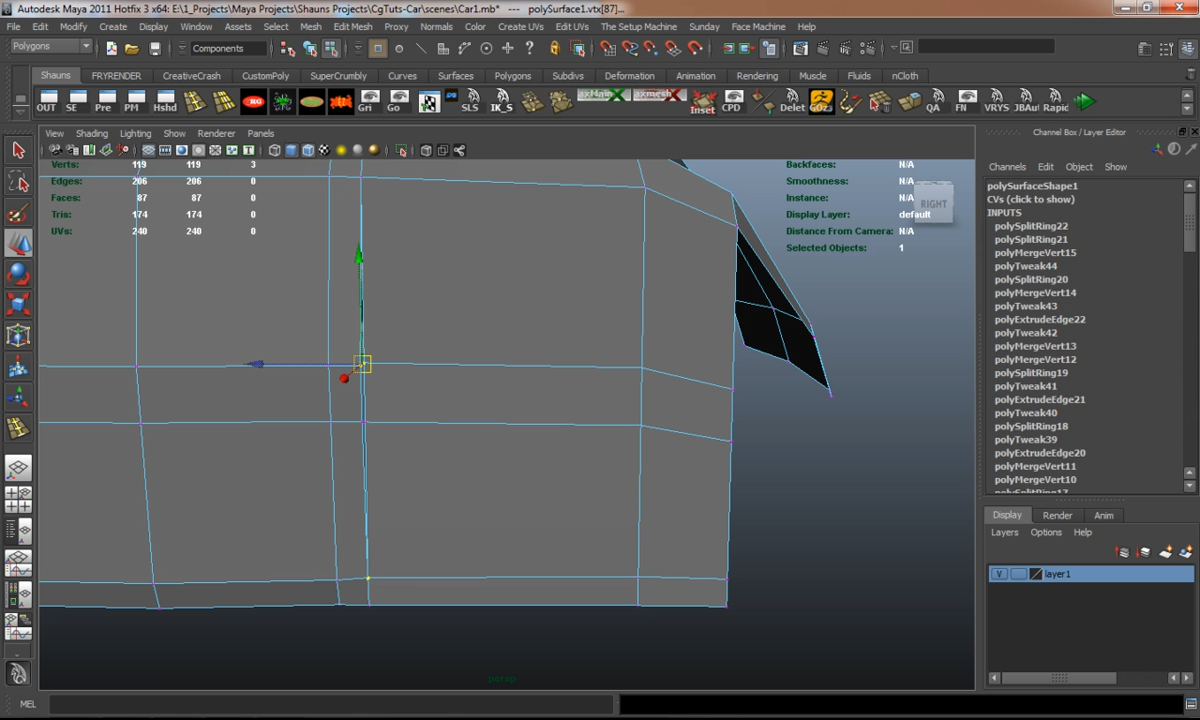 Autodesk Maya 2011 Hotfix 3 x64: E:\1_Projects\Maya Projects\Shauns Projects\CgTuts-Car\scenes\Car1.mb* --- polySurface1.vtx[87]...
File Edit Modify Create Display Window Assets Select Mesh Edit Mesh Proxy Normals Color Create UVs Edit UVs The Super Menu Sunday Face Machine Help
Polygons
Components
Shauns FRYRENDER CreativeCrash CustomPoly SuperCrumbly Curves Surfaces Polygons Subdivs Deformation Animation Rendering Muscle Fluids nCloth
OUT SE Pre PM Hshd Gri Go SLS IK_S Inset CPD Delet GOz3 QA FN VRYS JBAu Rapid
View Shading Lighting Show Renderer Panels
Channel Box / Layer Editor
Channels Edit Object Show
Verts: 119 119 3
Edges: 206 206 0
Faces: 87 87 0
Tris: 174 174 0
UVs: 240 240 0
Backfaces: N/A
Smoothness: N/A
Instance: N/A
Display Layer: default
Distance From Camera: N/A
Selected Objects: 1
RIGHT
polySurfaceShape1
CVs (click to show)
INPUTS
polySplitRing22
polySplitRing21
polyMergeVert15
polyTweak44
polySplitRing20
polyMergeVert14
polyTweak43
polyExtrudeEdge22
polyTweak42
polyMergeVert13
polyMergeVert12
polySplitRing19
polyTweak41
polyExtrudeEdge21
polyTweak40
polySplitRing18
polyTweak39
polyExtrudeEdge20
polyMergeVert11
polyMergeVert10
polySplitRing17
Display Render Anim
Layers Options Help
V layer1
persp
MEL